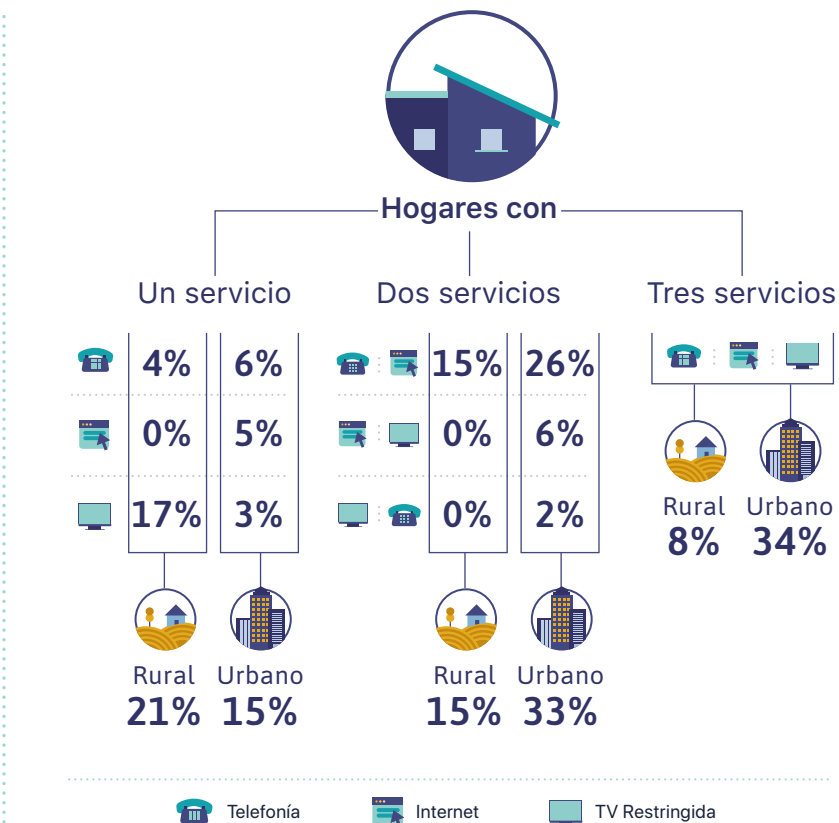 Hogares con
Un servicio Dos servicios Tres servicios
4% 6% 15% 26%
0% 5% 0% 6%
17% 3% 0% 2%
Rural Urbano
8% 34%
Rural Urbano Rural Urbano
21% 15% 15% 33%
Telefonía Internet TV Restringida